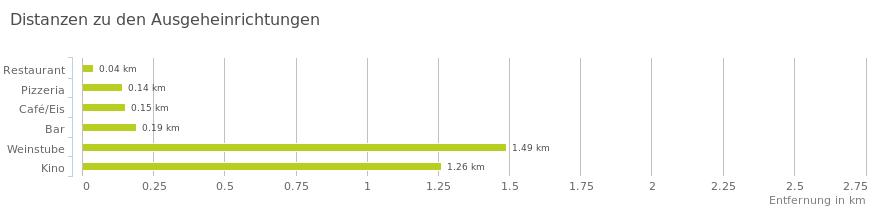 Distanzen zu den Ausgeheinrichtungen
Restaurant 0.04 km
Pizzeria 0.14 km
Café/Eis 0.15 km
Bar 0.19 km
Weinstube 1.49 km
Kino 1.26 km
0 0.25 0.5 0.75 1 1.25 1.5 1.75 2 2.25 2.5 2.75
Entfernung in km